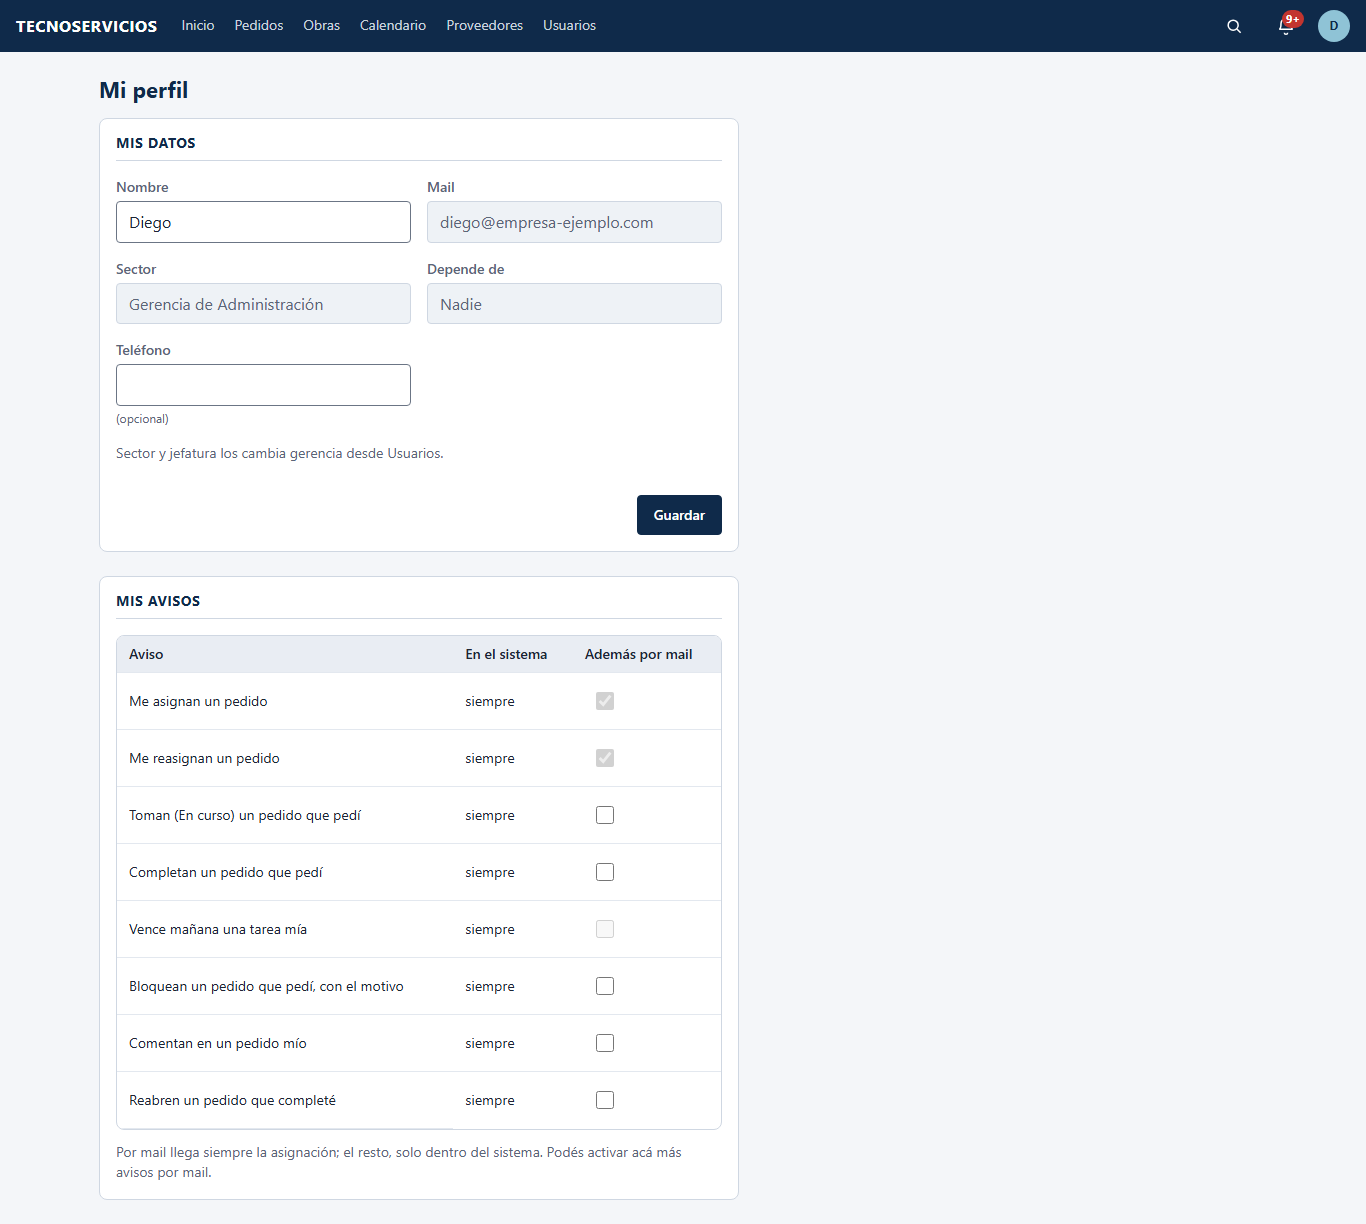 TECNOSERVICIOS Inicio Pedidos Obras Calendario Proveedores Usuarios 9+ D
Mi perfil
MIS DATOS
Nombre Mail
Diego diego@empresa-ejemplo.com
Sector Depende de
Gerencia de Administración Nadie
Teléfono
(opcional)
Sector y jefatura los cambia gerencia desde Usuarios.
Guardar
MIS AVISOS
Aviso En el sistema Además por mail
Me asignan un pedido siempre
Me reasignan un pedido siempre
Toman (En curso) un pedido que pedí siempre
Completan un pedido que pedí siempre
Vence mañana una tarea mía siempre
Bloquean un pedido que pedí, con el motivo siempre
Comentan en un pedido mío siempre
Reabren un pedido que completé siempre
Por mail llega siempre la asignación; el resto, solo dentro del sistema. Podés activar acá más
avisos por mail.